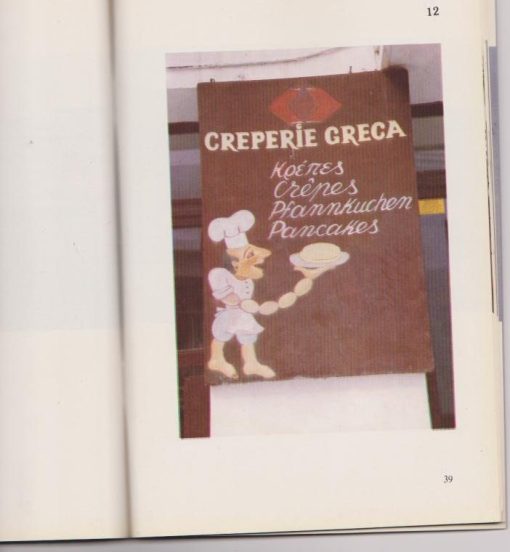 12
CREPERIE GRECA
Κρέπες
Crêpes
Pfannkuchen
Pancakes
39